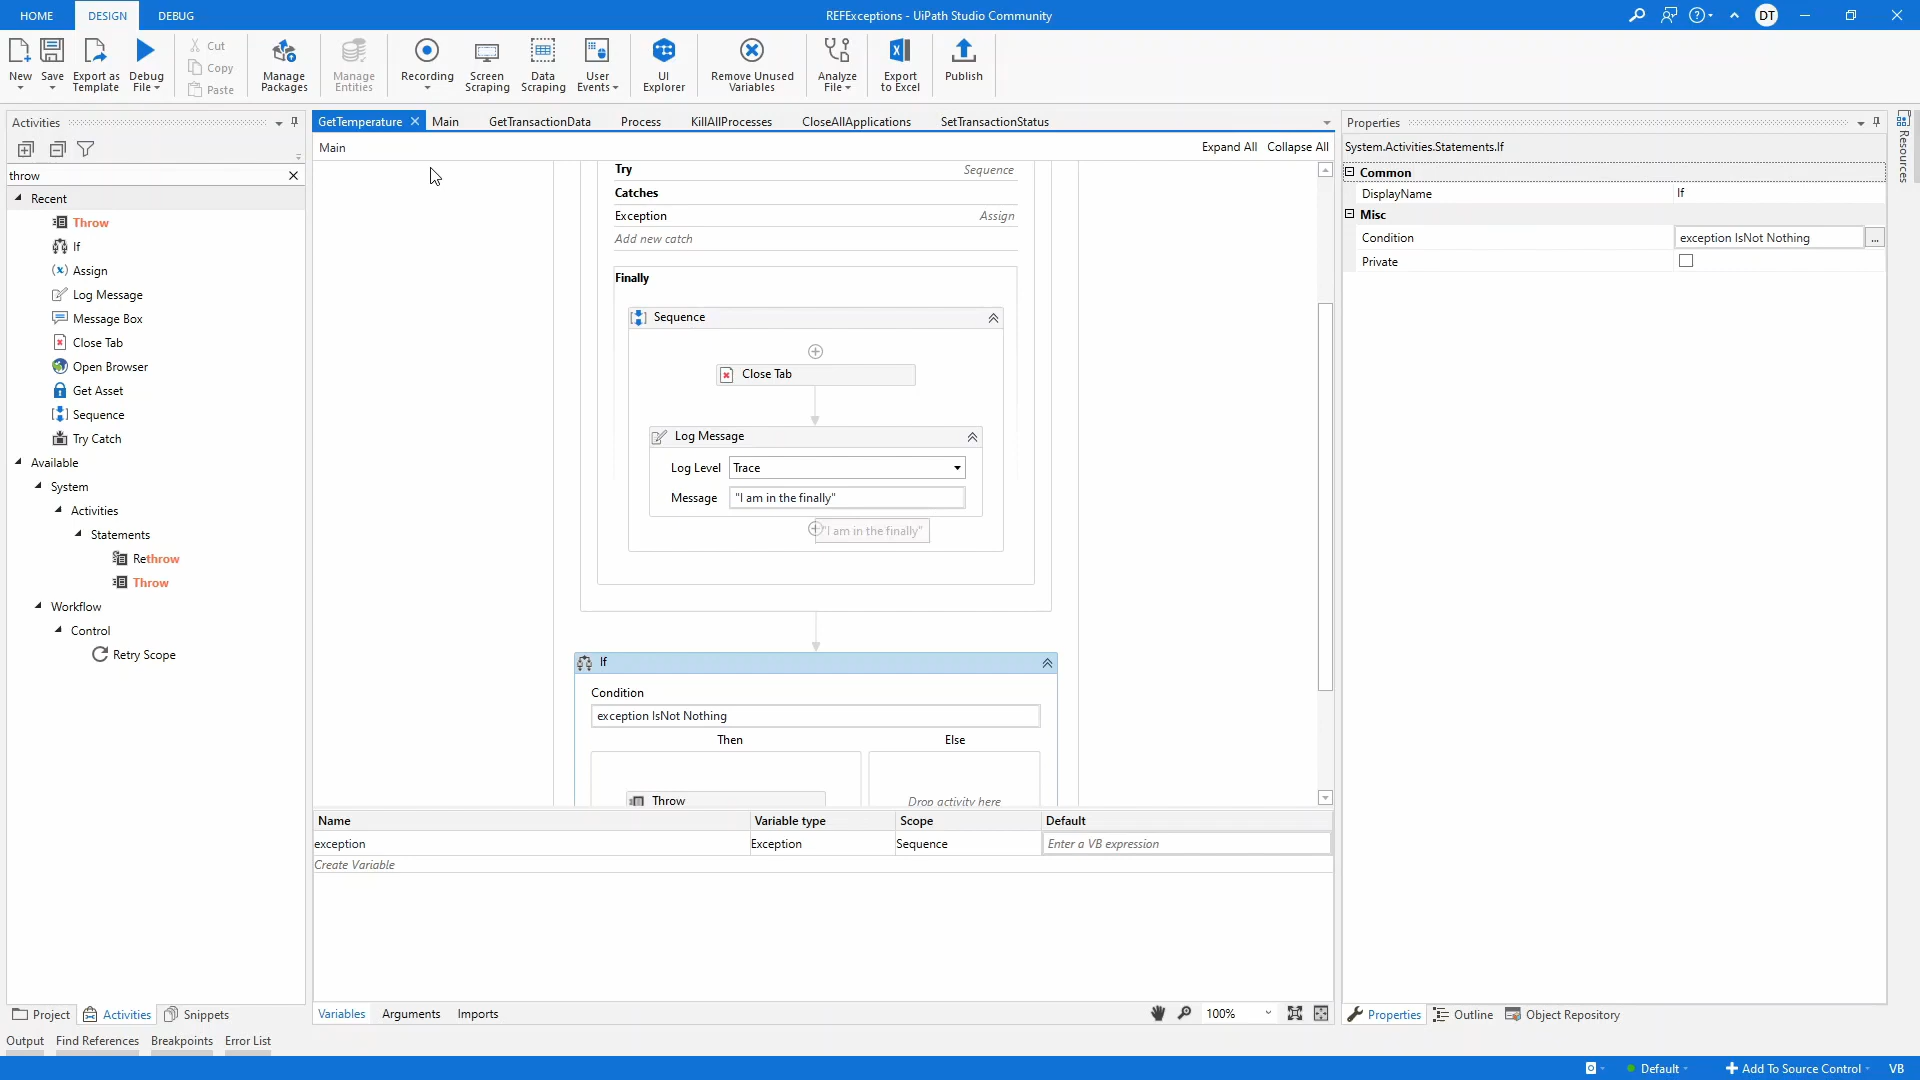 HOME DESIGN DEBUG
REFExceptions - UiPath Studio Community
DT
New
Save
Export as Template
Debug File
Cut
Copy
Paste
Manage Packages
Manage Entities
Recording
Screen Scraping
Data Scraping
User Events
UI Explorer
Remove Unused Variables
Analyze File
Export to Excel
Publish
Activities
throw
Recent
Throw
If
Assign
Log Message
Message Box
Close Tab
Open Browser
Get Asset
Sequence
Try Catch
Available
System
Activities
Statements
Rethrow
Throw
Workflow
Control
Retry Scope
Project Activities Snippets
GetTemperature Main GetTransactionData Process KillAllProcesses CloseAllApplications SetTransactionStatus
Main Expand All Collapse All
Try Sequence
Catches
Exception Assign
Add new catch
Finally
Sequence
Close Tab
Log Message
Log Level Trace
Message "I am in the finally"
"I am in the finally"
If
Condition
exception IsNot Nothing
Then Else
Throw Drop activity here
Name Variable type Scope Default
exception Exception Sequence Enter a VB expression
Create Variable
Variables Arguments Imports 100%
Properties
System.Activities.Statements.If
Common
DisplayName If
Misc
Condition exception IsNot Nothing ...
Private
Properties Outline Object Repository
Resources
Output Find References Breakpoints Error List
Default Add To Source Control VB